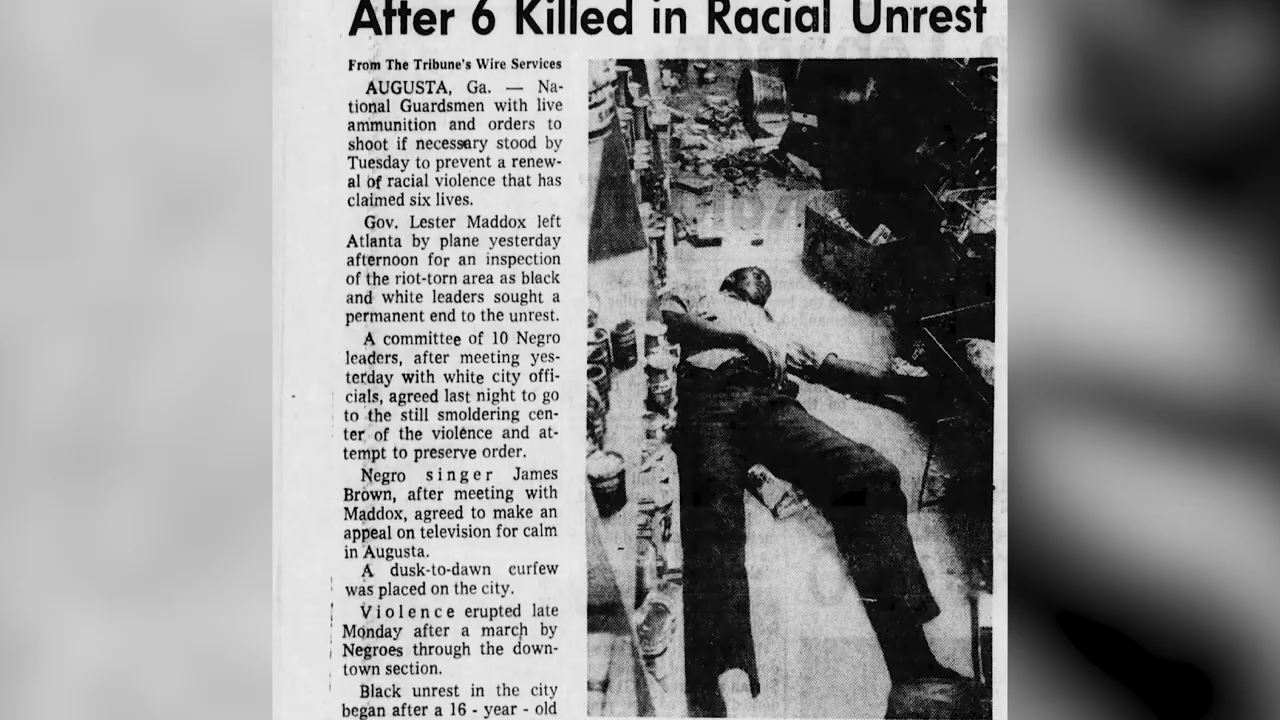 After 6 Killed in Racial Unrest
From The Tribune's Wire Services
AUGUSTA, Ga. — Na-
tional Guardsmen with live
ammunition and orders to
shoot if necessary stood by
Tuesday to prevent a renew-
al of racial violence that has
claimed six lives.
Gov. Lester Maddox left
Atlanta by plane yesterday
afternoon for an inspection
of the riot-torn area as black
and white leaders sought a
permanent end to the unrest.
A committee of 10 Negro
leaders, after meeting yes-
terday with white city offi-
cials, agreed last night to go
to the still smoldering cen-
ter of the violence and at-
tempt to preserve order.
Negro singer James
Brown, after meeting with
Maddox, agreed to make an
appeal on television for calm
in Augusta.
A dusk-to-dawn curfew
was placed on the city.
Violence erupted late
Monday after a march by
Negroes through the down-
town section.
Black unrest in the city
began after a 16 - year - old